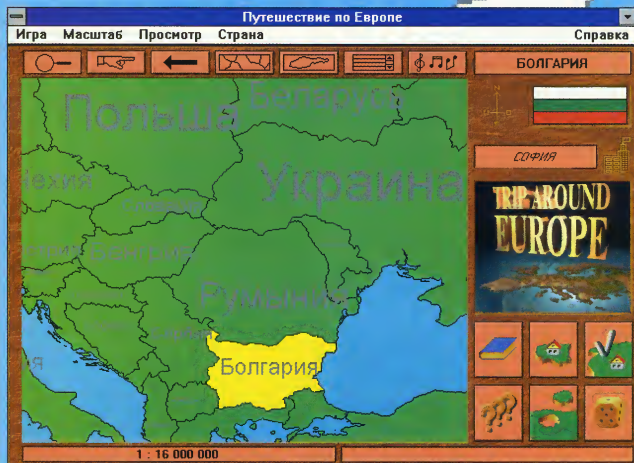 Путешествие по Европе
Игра Масштаб Просмотр Страна Справка
БОЛГАРИЯ
СОФИЯ
TRIP AROUND
EUROPE
Польша
Беларусь
Украина
Румыния
Болгария
1 : 16 000 000